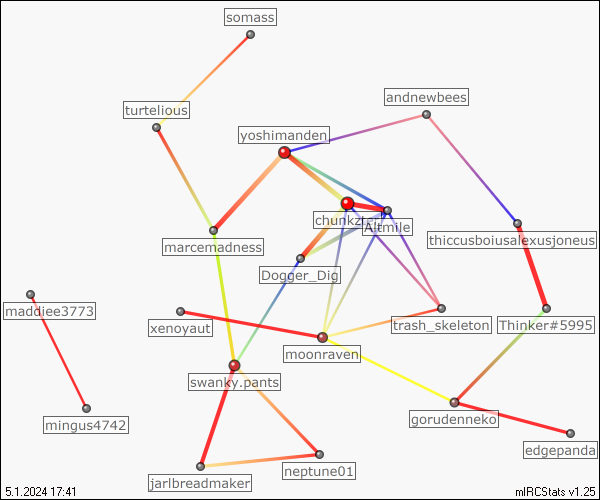 somass
andnewbees
turtelious
yoshimanden
chunkzter
Altmile
thiccusboiusalexusjoneus
marcemadness
Dogger_Dig
maddiee3773
xenoyaut
trash_skeleton
Thinker#5995
moonraven
swanky.pants
gorudenneko
mingus4742
edgepanda
neptune01
jarlbreadmaker
5.1.2024 17:41
mIRCStats v1.25